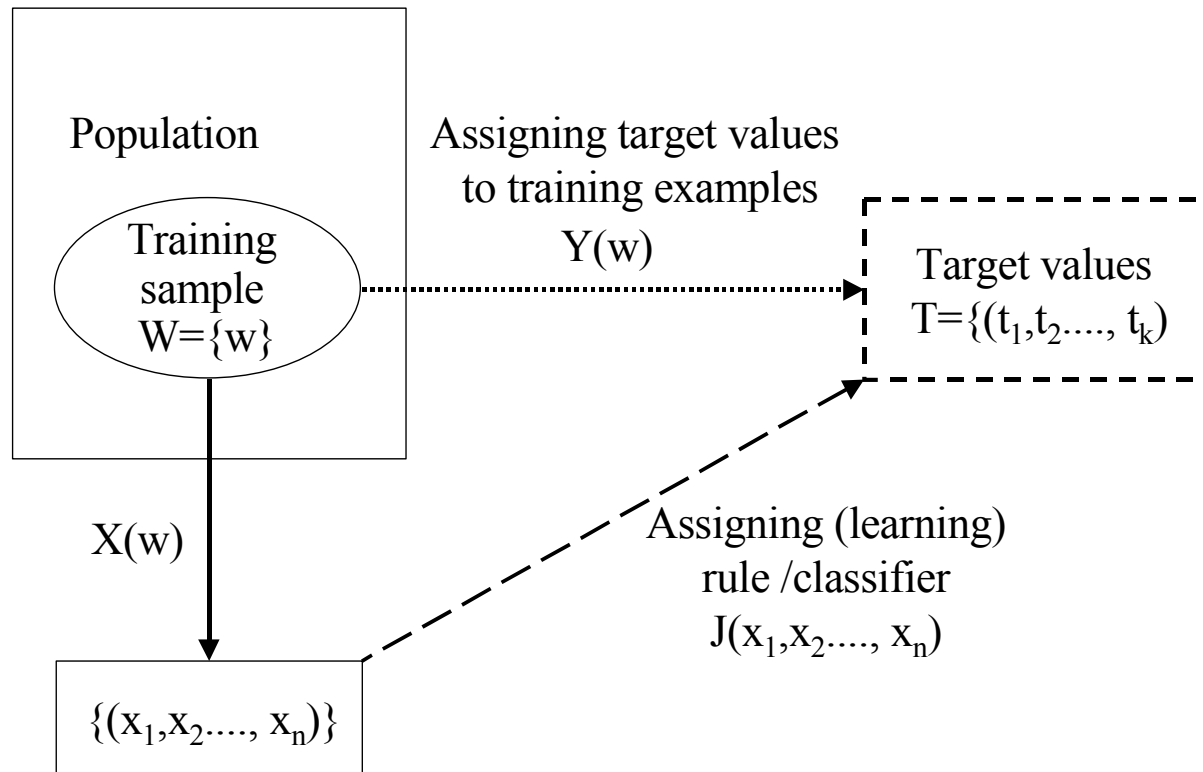 Population
Assigning target values
to training examples
Y(w)
Training
sample
W={w}
Target values
T={(t₁,t₂...., tₖ)
X(w)
Assigning (learning)
rule /classifier
J(x₁,x₂...., xₙ)
{(x₁,x₂...., xₙ)}